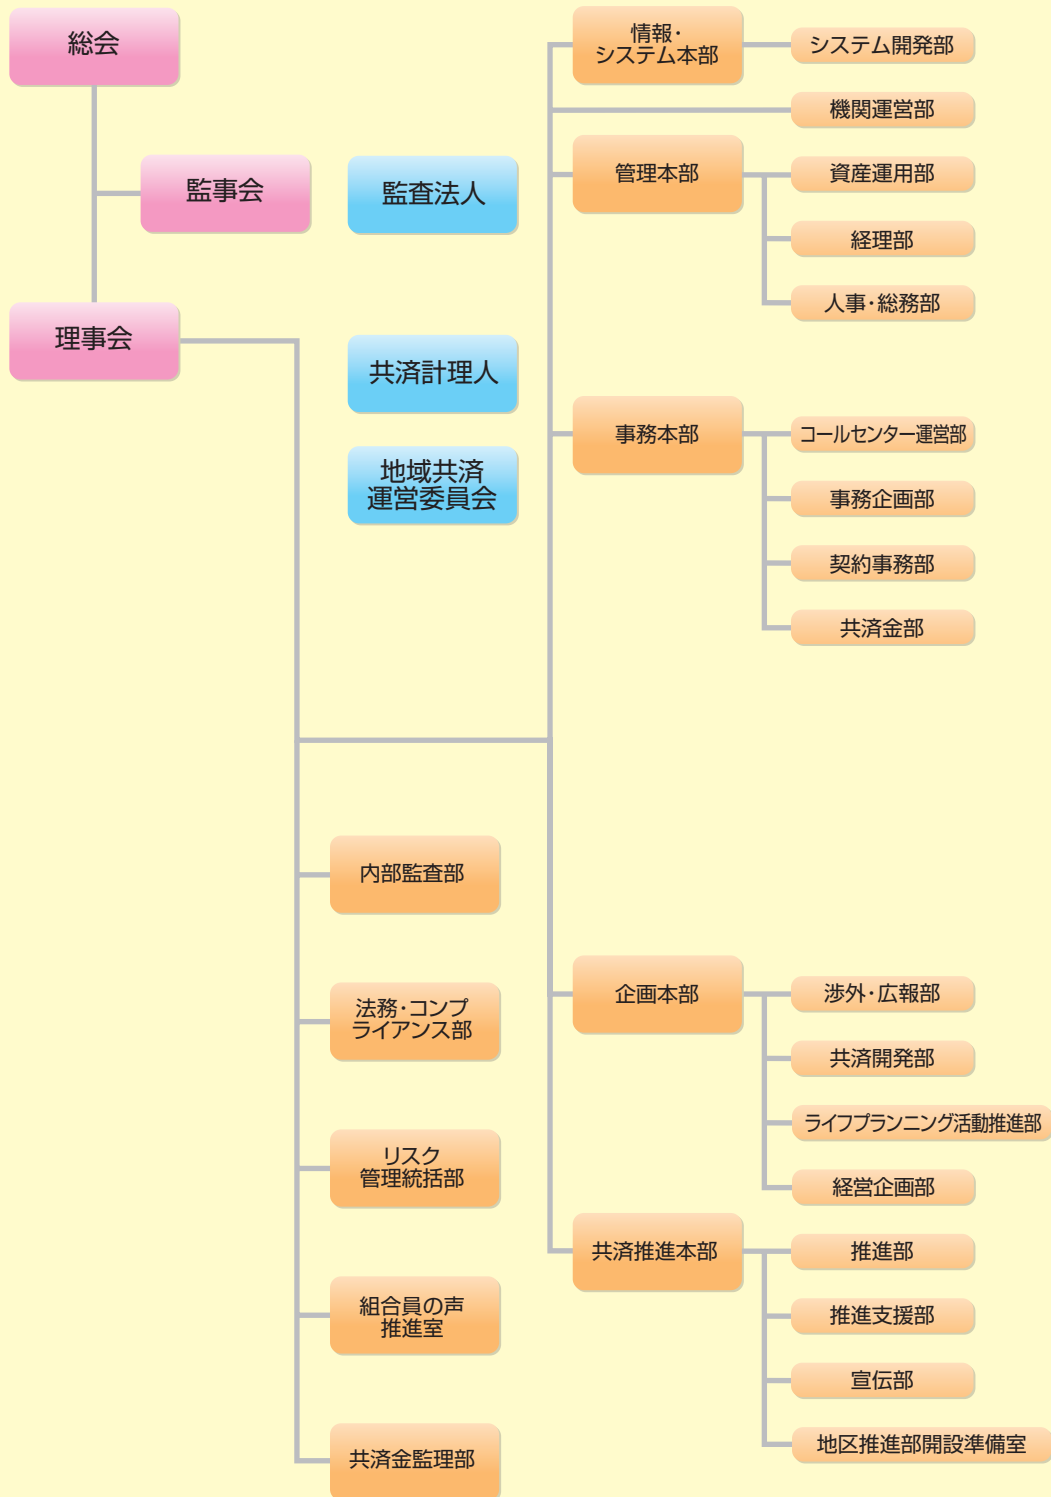 総会
監事会
理事会
監査法人
共済計理人
地域共済
運営委員会
内部監査部
法務・コンプ
ライアンス部
リスク
管理統括部
組合員の声
推進室
共済金監理部
情報・
システム本部
システム開発部
機関運営部
管理本部
資産運用部
経理部
人事・総務部
事務本部
コールセンター運営部
事務企画部
契約事務部
共済金部
企画本部
渉外・広報部
共済開発部
ライフプランニング活動推進部
経営企画部
共済推進本部
推進部
推進支援部
宣伝部
地区推進部開設準備室